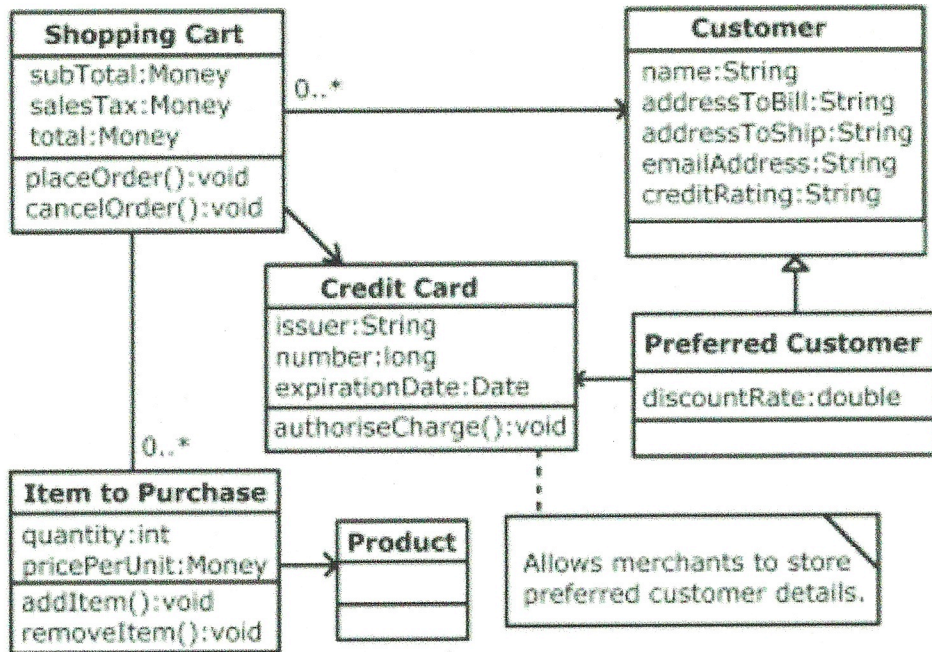 Shopping Cart
subTotal:Money
salesTax:Money
total:Money
placeOrder():void
cancelOrder():void
0..*
Customer
name:String
addressToBill:String
addressToShip:String
emailAddress:String
creditRating:String
Credit Card
issuer:String
number:long
expirationDate:Date
authoriseCharge():void
Preferred Customer
discountRate:double
0..*
Item to Purchase
quantity:int
pricePerUnit:Money
addItem():void
removeItem():void
Product
Allows merchants to store
preferred customer details.